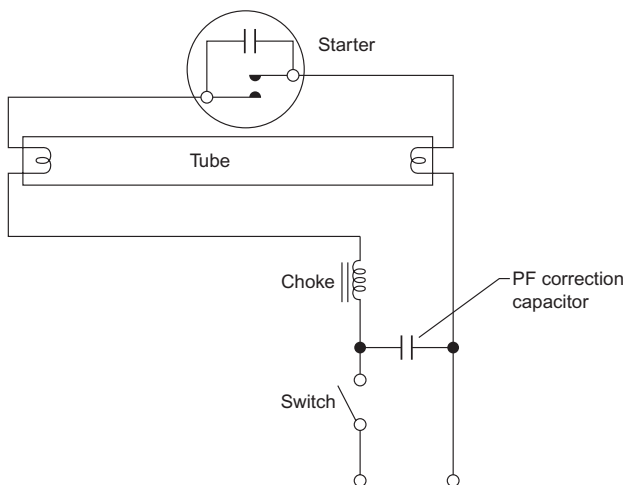 Starter
Tube
Choke
PF correction
capacitor
Switch